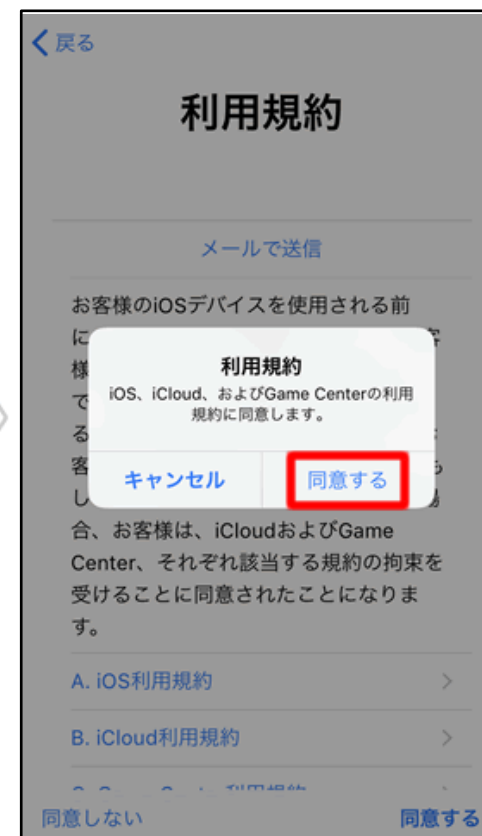 戻る
利用規約
メールで送信
お客様のiOSデバイスを使用される前
に
様
で
る
客
し
利用規約
iOS、iCloud、およびGame Centerの利用
規約に同意します。
キャンセル
同意する
合、お客様は、iCloudおよびGame
Center、それぞれ該当する規約の拘束を
受けることに同意されたことになりま
す。
A. iOS利用規約
B. iCloud利用規約
同意しない
同意する